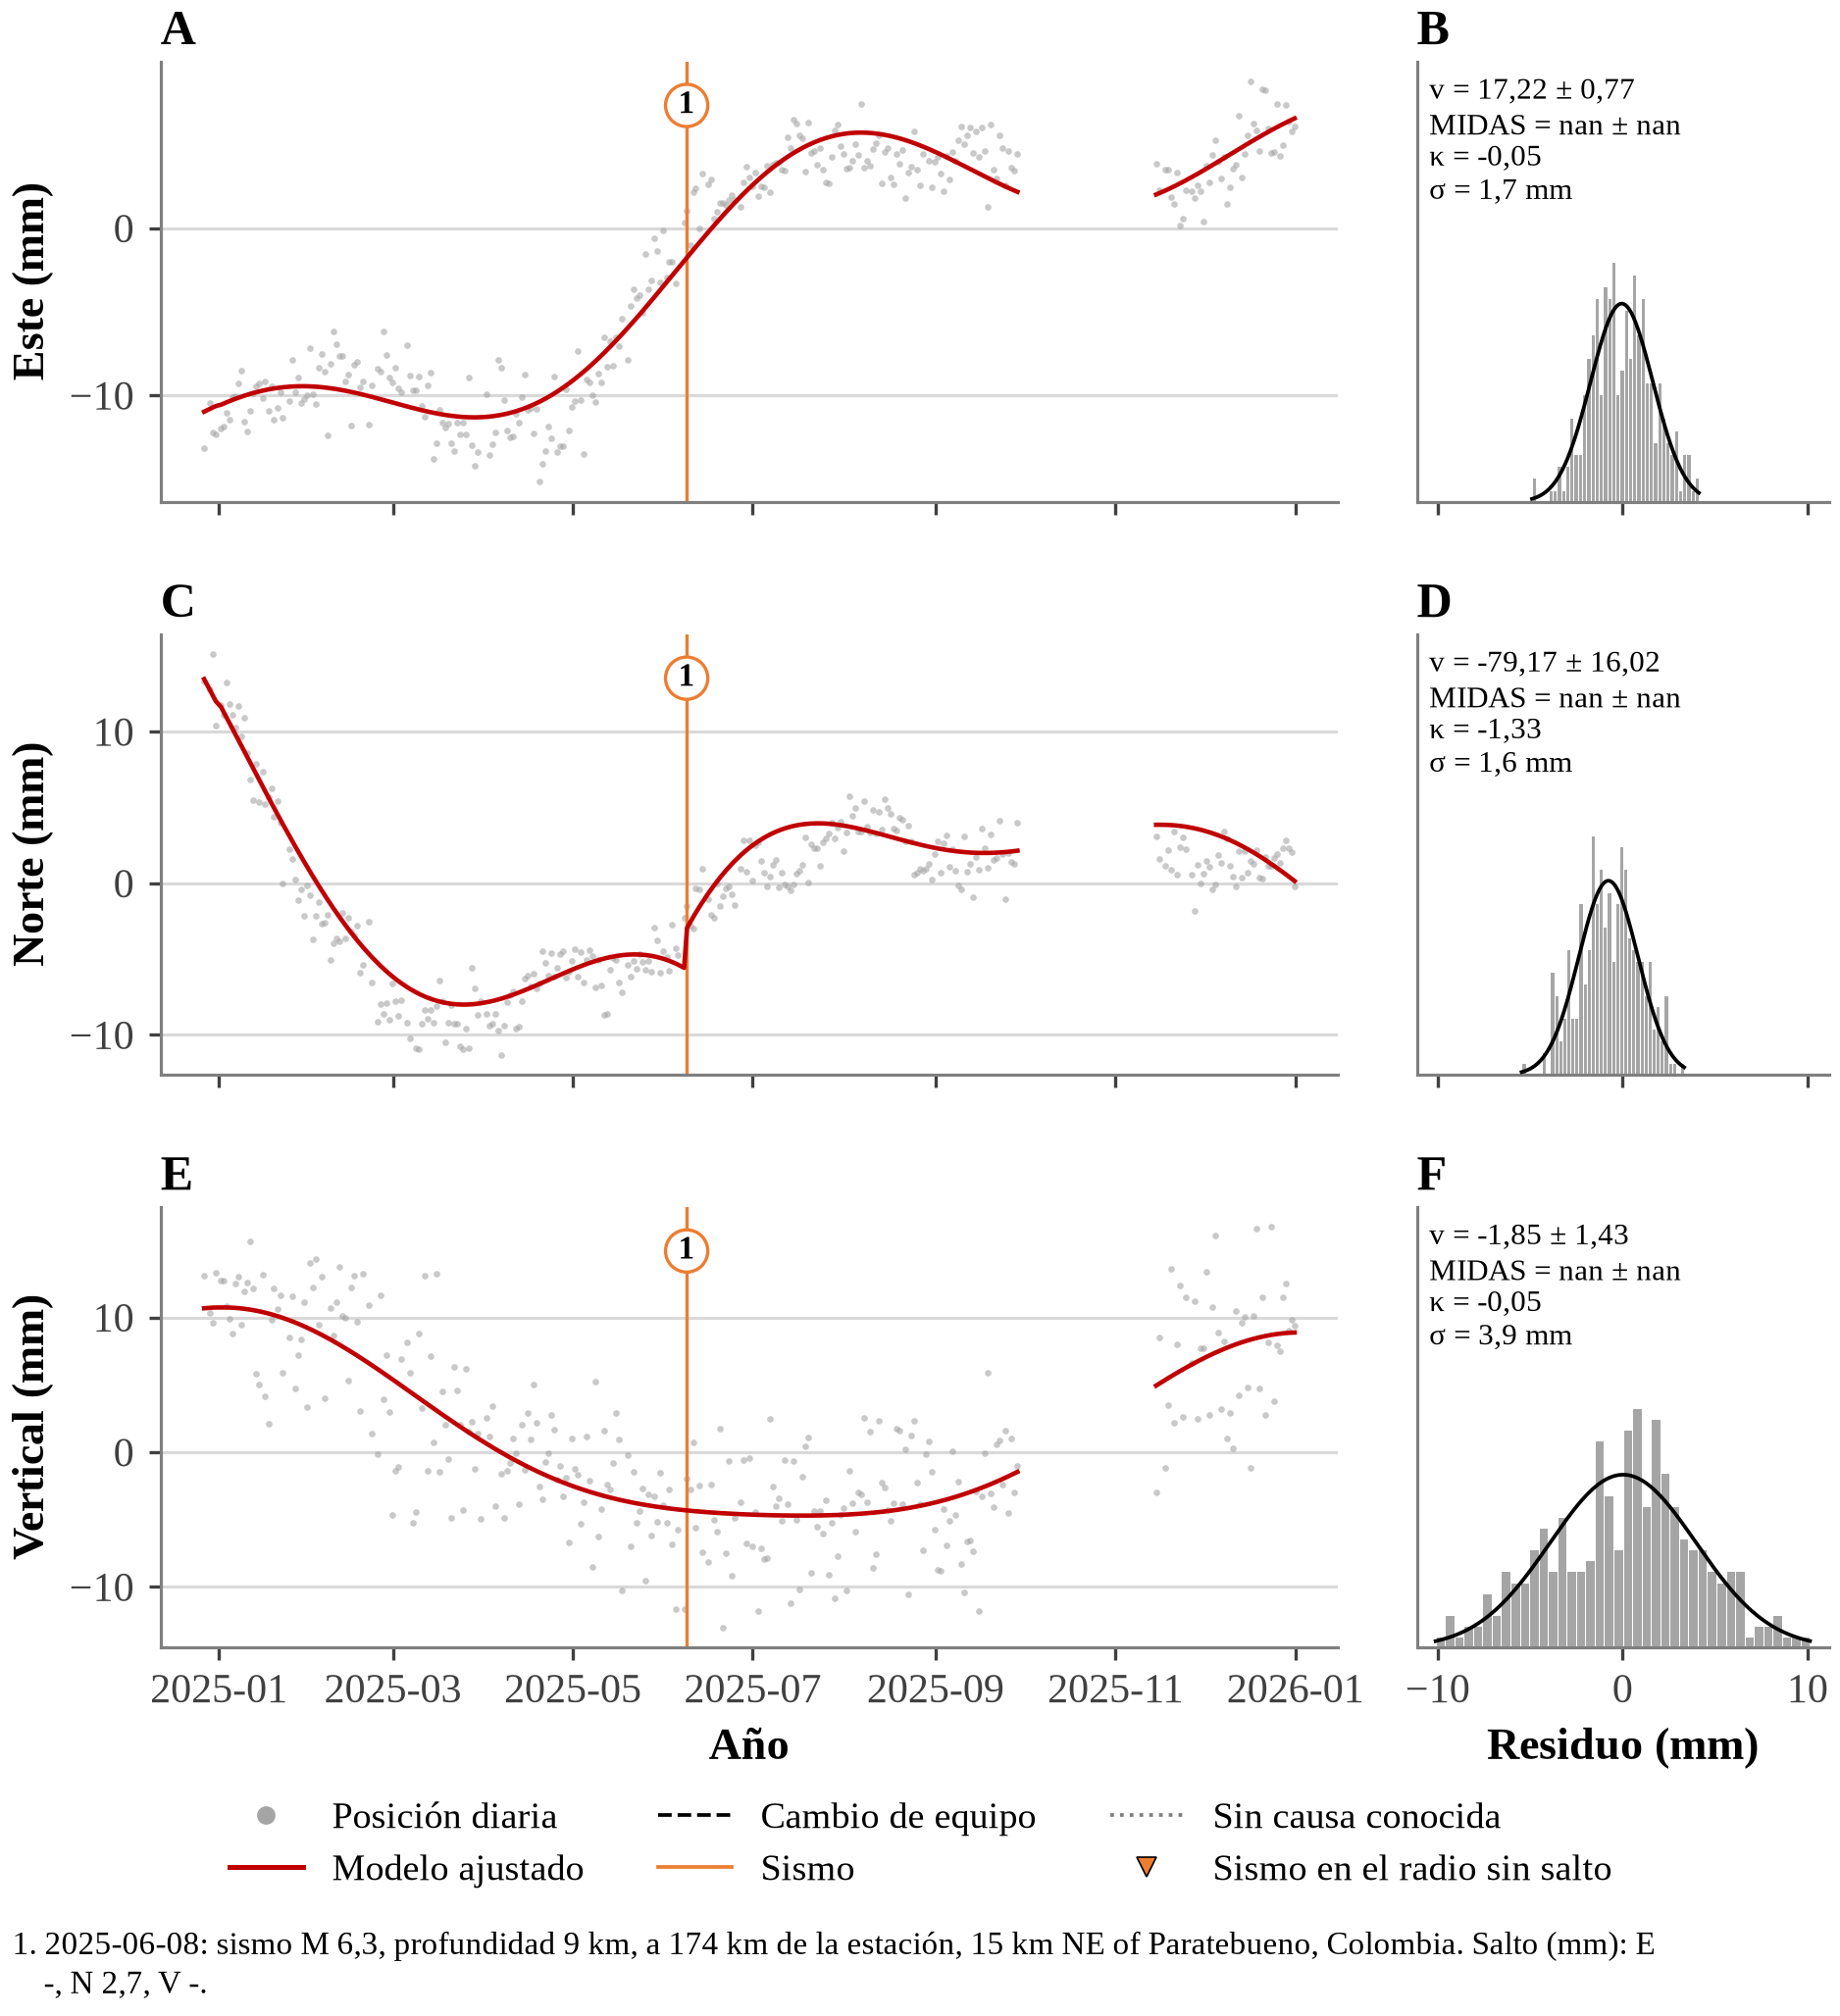 A
B
Este (mm)
0
−10
1
v = 17,22 ± 0,77
MIDAS = nan ± nan
κ = -0,05
σ = 1,7 mm
C
D
Norte (mm)
10
0
−10
1
v = -79,17 ± 16,02
MIDAS = nan ± nan
κ = -1,33
σ = 1,6 mm
E
F
Vertical (mm)
10
0
−10
1
v = -1,85 ± 1,43
MIDAS = nan ± nan
κ = -0,05
σ = 3,9 mm
2025-01 2025-03 2025-05 2025-07 2025-09 2025-11 2026-01
−10 0 10
Año
Residuo (mm)
Posición diaria
Cambio de equipo
Sin causa conocida
Modelo ajustado
Sismo
Sismo en el radio sin salto
1. 2025-06-08: sismo M 6,3, profundidad 9 km, a 174 km de la estación, 15 km NE of Paratebueno, Colombia. Salto (mm): E
-, N 2,7, V -.